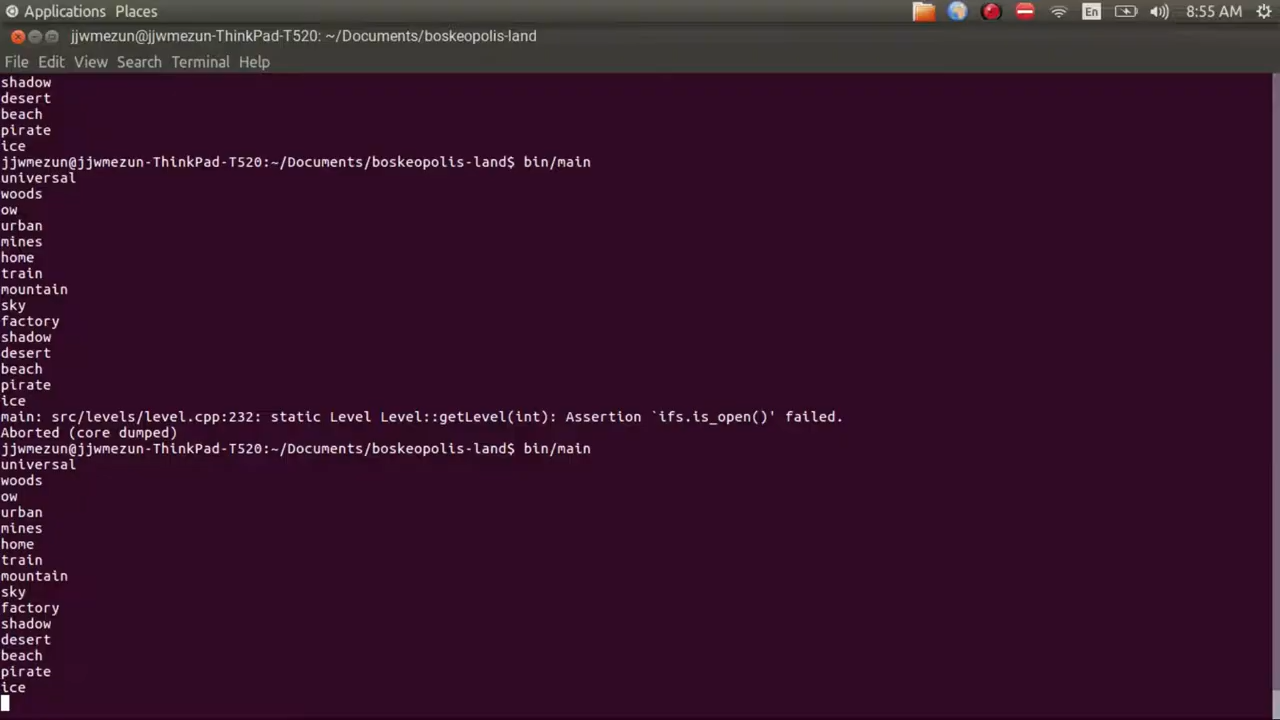 Applications Places
En
8:55 AM
jjwmezun@jjwmezun-ThinkPad-T520: ~/Documents/boskeopolis-land
File Edit View Search Terminal Help
shadow
desert
beach
pirate
ice
jjwmezun@jjwmezun-ThinkPad-T520:~/Documents/boskeopolis-land$ bin/main
universal
woods
ow
urban
mines
home
train
mountain
sky
factory
shadow
desert
beach
pirate
ice
main: src/levels/level.cpp:232: static Level Level::getLevel(int): Assertion `ifs.is_open()' failed.
Aborted (core dumped)
jjwmezun@jjwmezun-ThinkPad-T520:~/Documents/boskeopolis-land$ bin/main
universal
woods
ow
urban
mines
home
train
mountain
sky
factory
shadow
desert
beach
pirate
ice